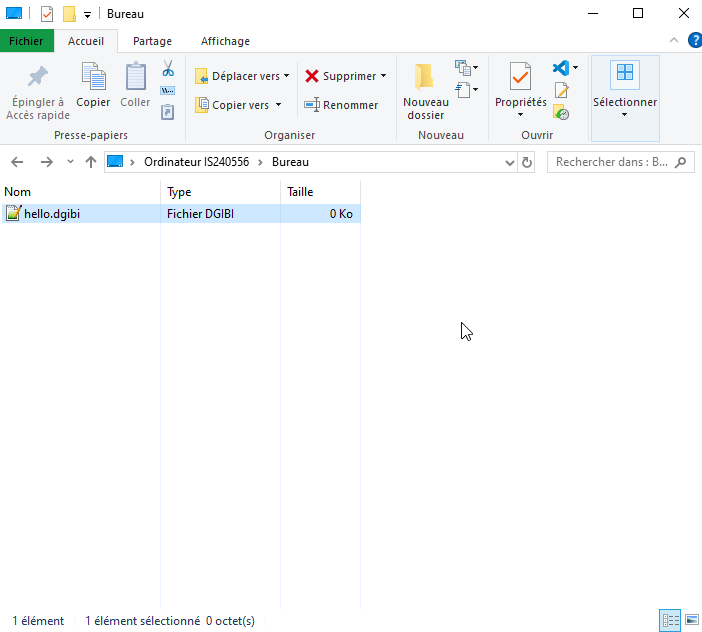 Bureau
Fichier Accueil Partage Affichage
?
Épingler à Accès rapide
Copier
Coller
Presse-papiers
Déplacer vers
Copier vers
Supprimer
Renommer
Organiser
Nouveau dossier
Nouveau
Propriétés
Ouvrir
Sélectionner
Ordinateur IS240556 > Bureau
Rechercher dans : B...
Nom Type Taille
hello.dgibi Fichier DGIBI 0 Ko
1 élément 1 élément sélectionné 0 octet(s)